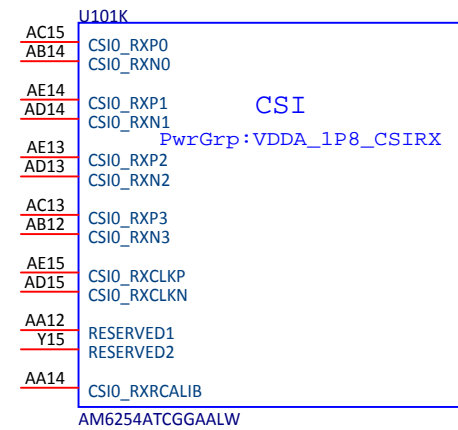 U101K
AC15 CSI0_RXP0
AB14 CSI0_RXN0
AE14 CSI0_RXP1
AD14 CSI0_RXN1
CSI
PwrGrp:VDDA_1P8_CSIRX
AE13 CSI0_RXP2
AD13 CSI0_RXN2
AC13 CSI0_RXP3
AB12 CSI0_RXN3
AE15 CSI0_RXCLKP
AD15 CSI0_RXCLKN
AA12 RESERVED1
Y15 RESERVED2
AA14 CSI0_RXRCALIB
AM6254ATCGGAALW